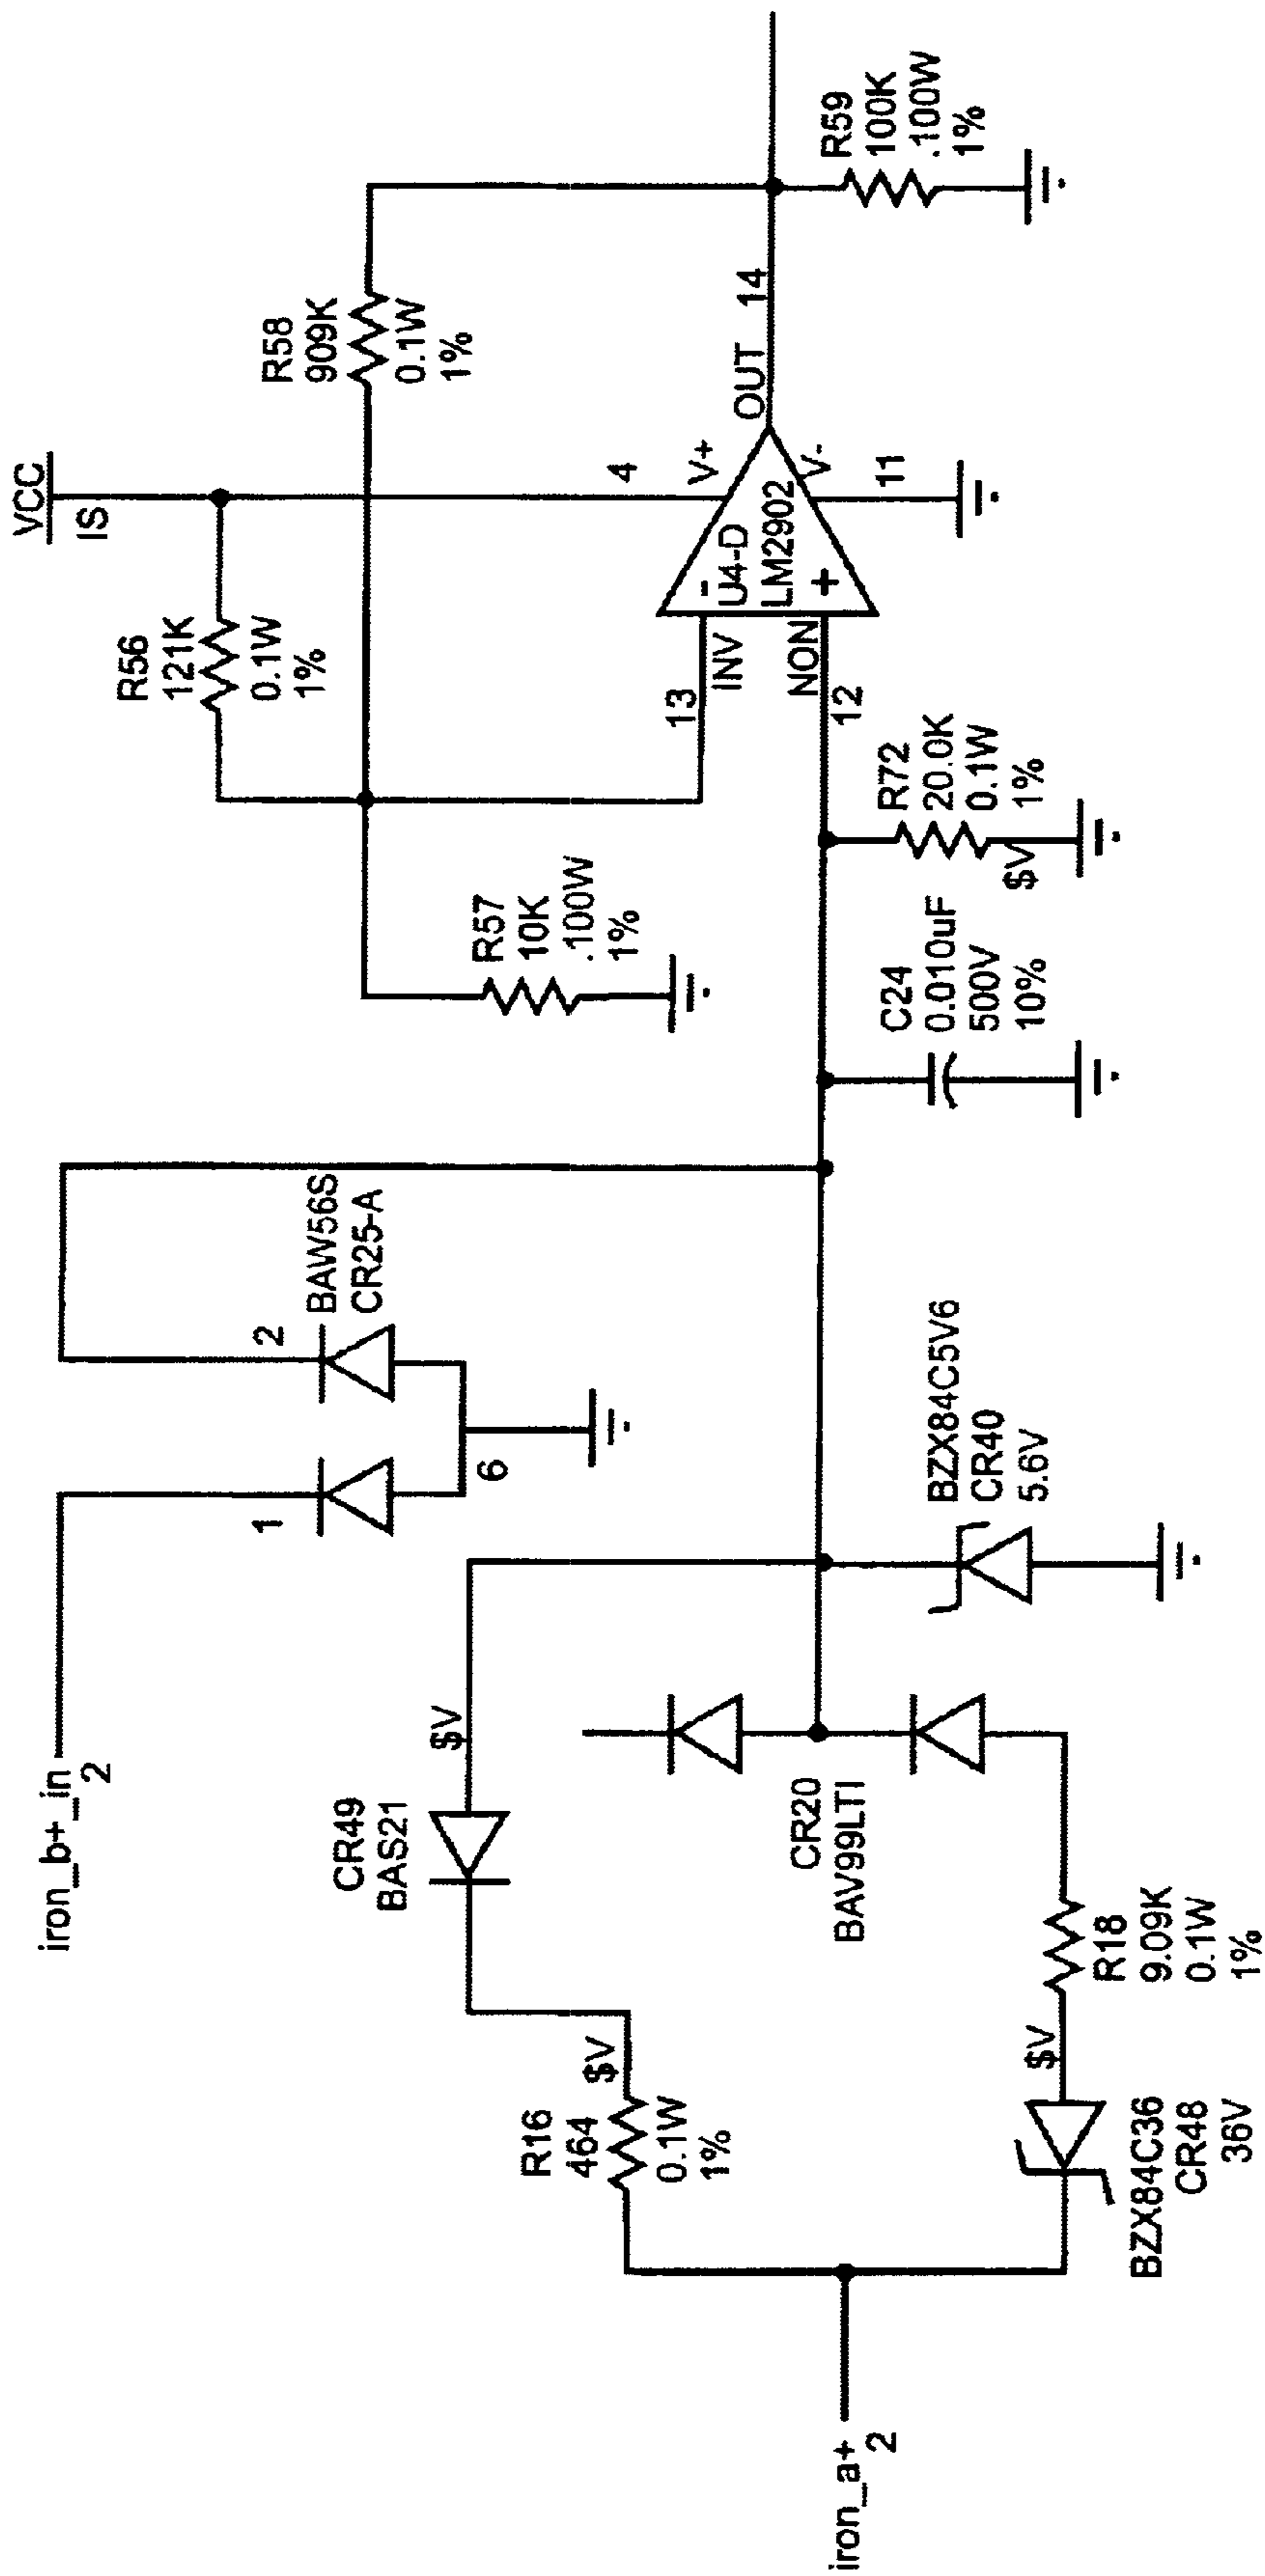 iron_a+
2
R16
464
0.1W
1%
$V
CR49
BAS21
$V
BZX84C36
CR48
36V
$V
R18
9.09K
0.1W
1%
CR20
BAV99LTI
BZX84C5V6
CR40
5.6V
iron_b+_in
2
1
2
6
BAW56S
CR25-A
C24
0.010uF
500V
10%
R72
20.0K
0.1W
1%
$V
R57
10K
.100W
1%
R56
121K
0.1W
1%
VCC
IS
R58
909K
0.1W
1%
13
INV
NON
12
-
U4-D
LM2902
+
4
V+
V-
11
OUT
14
R59
100K
.100W
1%